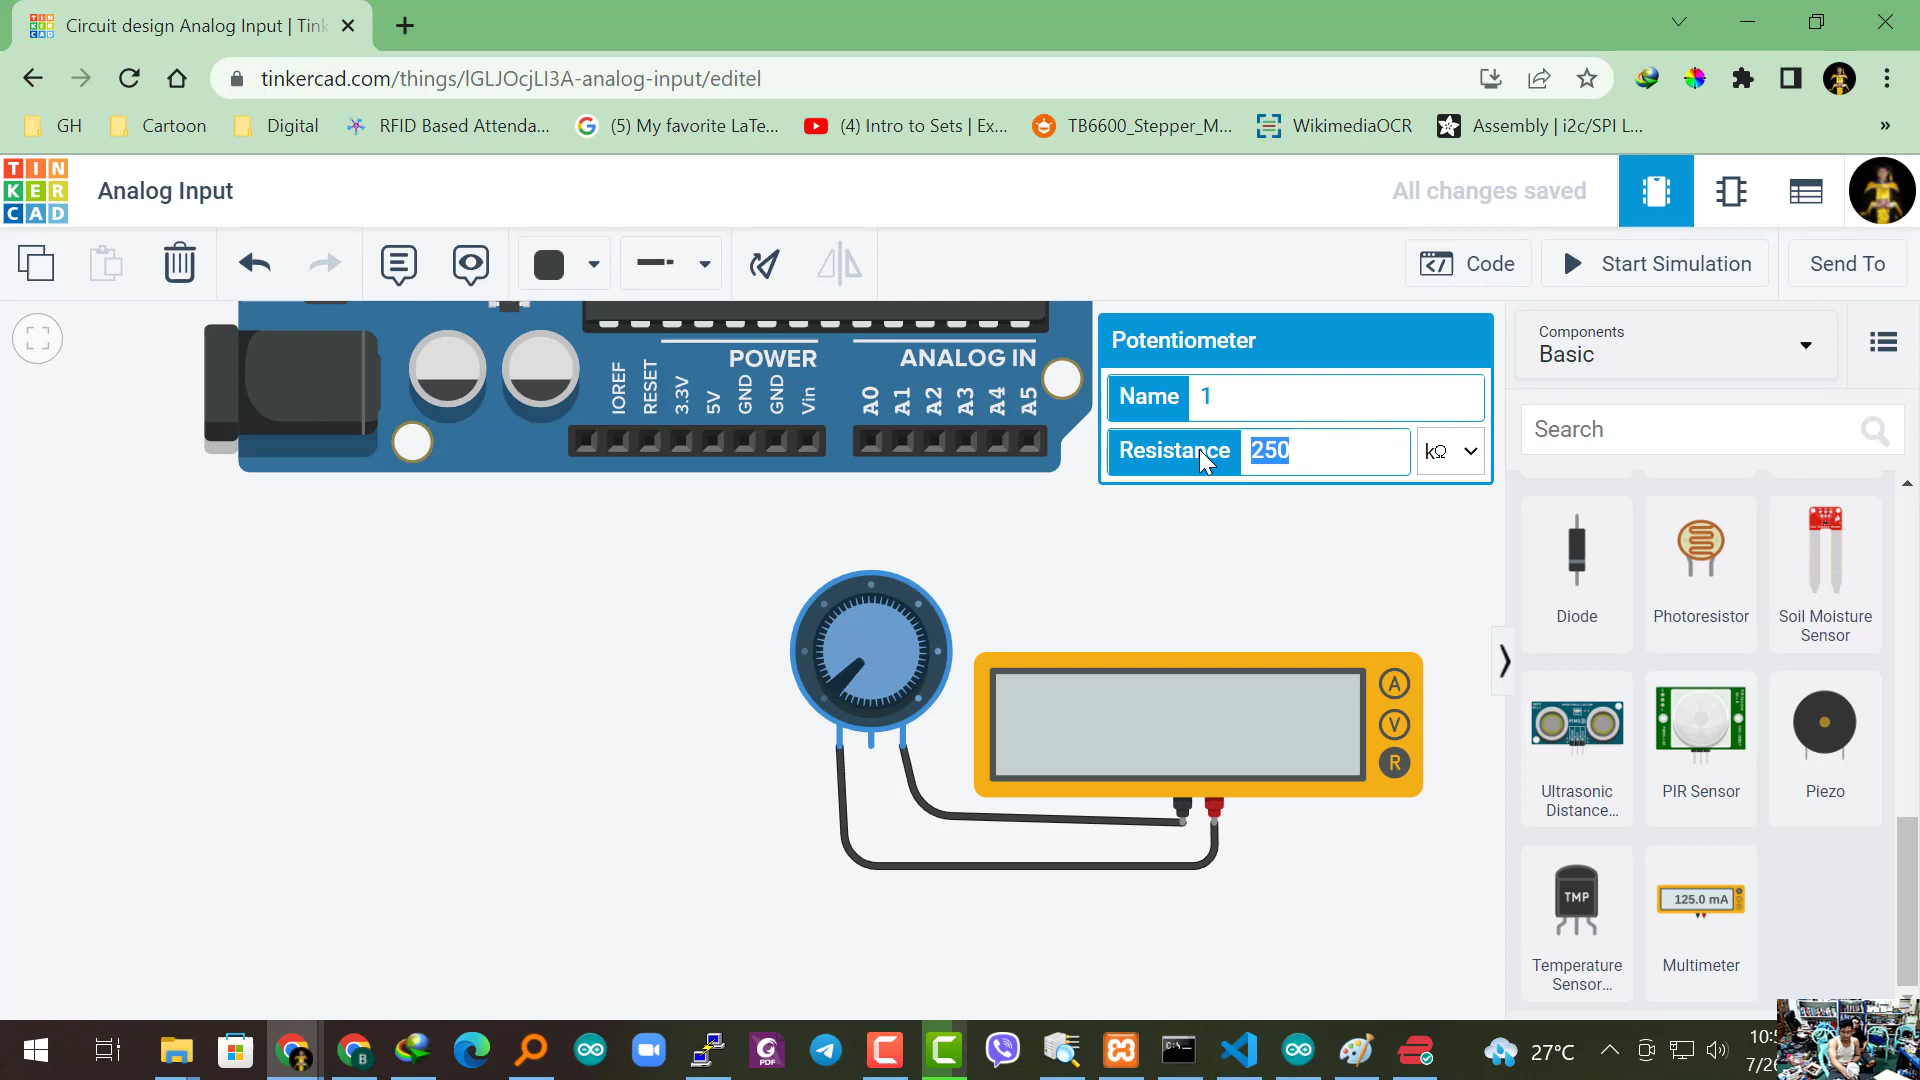 Circuit design Analog Input | Tink
tinkercad.com/things/lGLJOcjLI3A-analog-input/editel
GH
Cartoon
Digital
RFID Based Attenda...
(5) My favorite LaTe...
(4) Intro to Sets | Ex...
TB6600_Stepper_M...
WikimediaOCR
Assembly | i2c/SPI L...
»
TIN
KER
CAD
Analog Input
All changes saved
Code
Start Simulation
Send To
POWER
ANALOG IN
IOREF
RESET
3.3V
5V
GND
GND
Vin
A0
A1
A2
A3
A4
A5
Potentiometer
Name 1
Resistance 250 kΩ
A
V
R
Components
Basic
Search
Diode
Photoresistor
Soil Moisture
Sensor
Ultrasonic
Distance...
PIR Sensor
Piezo
TMP
Temperature
Sensor...
125.0 mA
Multimeter
27°C